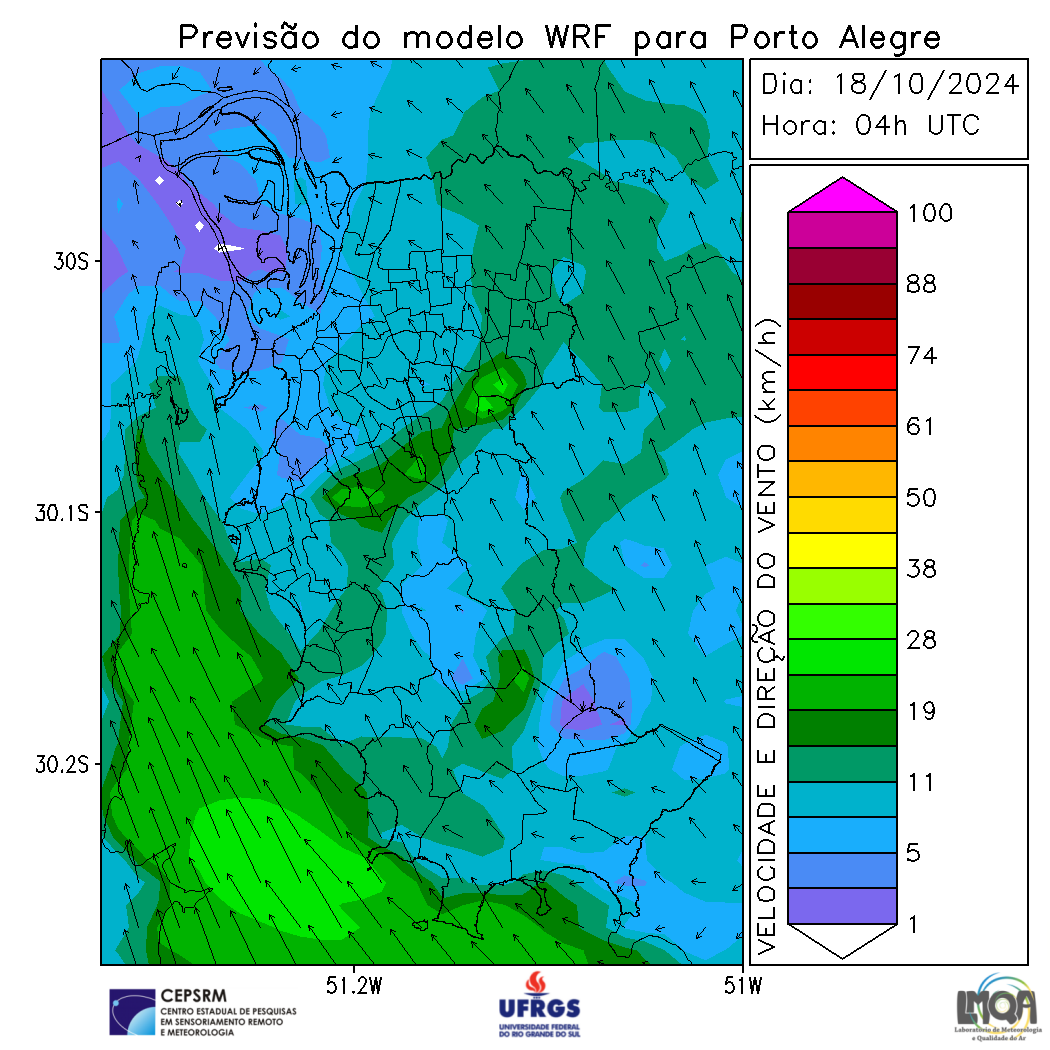 Previsão do modelo WRF para Porto Alegre
Dia: 18/10/2024
Hora: 04h UTC
30S
30.1S
30.2S
51.2W
51W
VELOCIDADE E DIREÇÃO DO VENTO (km/h)
100
88
74
61
50
38
28
19
11
5
1
CEPSRM
CENTRO ESTADUAL DE PESQUISAS
EM SENSORIAMENTO REMOTO
E METEOROLOGIA
UFRGS
UNIVERSIDADE FEDERAL
DO RIO GRANDE DO SUL
LMQA
Laboratório de Meteorologia
e Qualidade do Ar